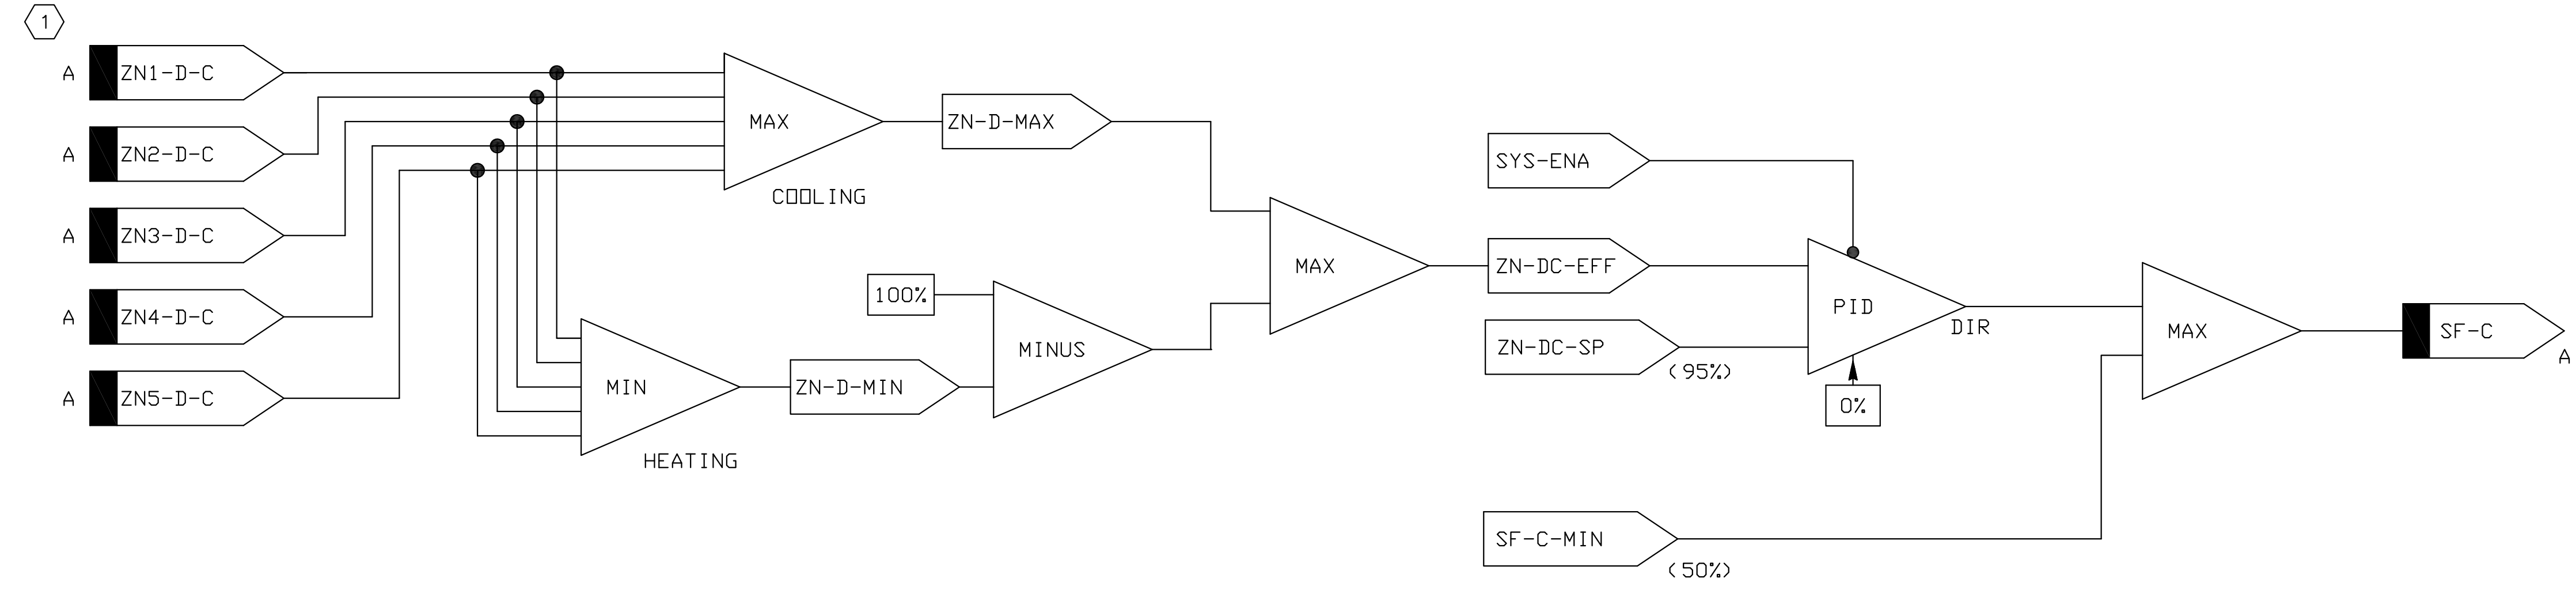 1
A ZN1-D-C
A ZN2-D-C
A ZN3-D-C
A ZN4-D-C
A ZN5-D-C
MAX
COOLING
MIN
HEATING
ZN-D-MAX
ZN-D-MIN
100%
MINUS
MAX
SYS-ENA
ZN-DC-EFF
ZN-DC-SP
(95%)
PID
DIR
0%
SF-C-MIN
(50%)
MAX
SF-C
A